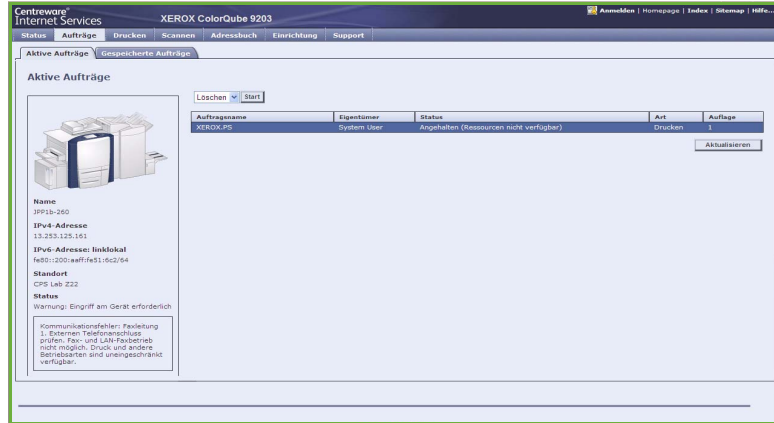 Centreware®
Internet Services
XEROX ColorQube 9203
Anmelden | Homepage | Index | Sitemap | Hilfe...
Status Aufträge Drucken Scannen Adressbuch Einrichtung Support
Aktive Aufträge Gespeicherte Aufträge
Aktive Aufträge
Löschen Start
Auftragsname Eigentümer Status Art Auflage
XEROX.PS System User Angehalten (Ressourcen nicht verfügbar) Drucken 1
Aktualisieren
Name
JPP1b-260
IPv4-Adresse
13.253.125.161
IPv6-Adresse: linklokal
fe80::200:aaff:fe51:6c2/64
Standort
CPS Lab Z22
Status
Warnung: Eingriff am Gerät erforderlich
Kommunikationsfehler: Faxleitung
1. Externen Telefonanschluss
prüfen. Fax- und LAN-Faxbetrieb
nicht möglich. Druck und andere
Betriebsarten sind uneingeschränkt
verfügbar.